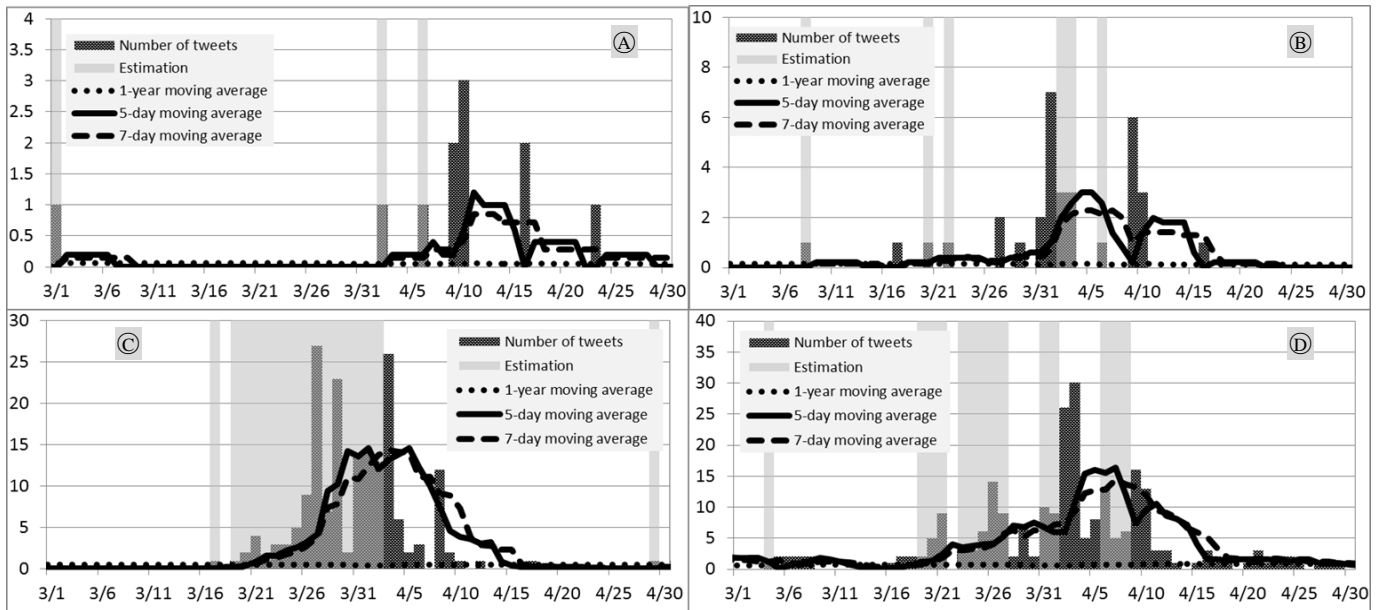 4
3.5
3
2.5
2
1.5
1
0.5
0
Number of tweets
Estimation
1-year moving average
5-day moving average
7-day moving average
Ⓐ
3/1 3/6 3/11 3/16 3/21 3/26 3/31 4/5 4/10 4/15 4/20 4/25 4/30
10
8
6
4
2
0
Number of tweets
Estimation
1-year moving average
5-day moving average
7-day moving average
Ⓑ
3/1 3/6 3/11 3/16 3/21 3/26 3/31 4/5 4/10 4/15 4/20 4/25 4/30
30
25
20
15
10
5
0
Ⓒ
Number of tweets
Estimation
1-year moving average
5-day moving average
7-day moving average
3/1 3/6 3/11 3/16 3/21 3/26 3/31 4/5 4/10 4/15 4/20 4/25 4/30
40
35
30
25
20
15
10
5
0
Number of tweets
Estimation
1-year moving average
5-day moving average
7-day moving average
Ⓓ
3/1 3/6 3/11 3/16 3/21 3/26 3/31 4/5 4/10 4/15 4/20 4/25 4/30